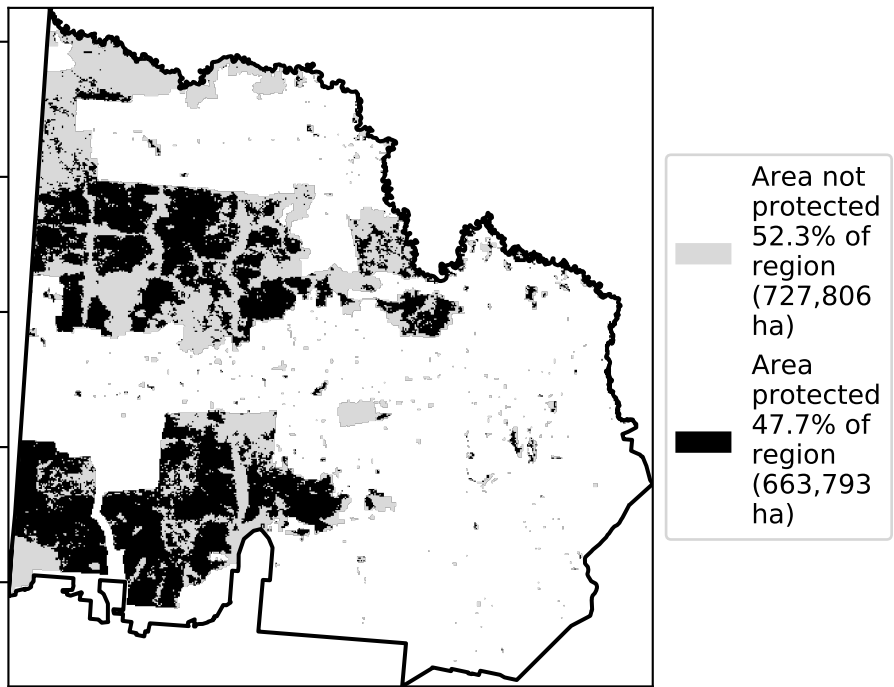 Area not
protected
52.3% of
region
(727,806
ha)
Area
protected
47.7% of
region
(663,793
ha)